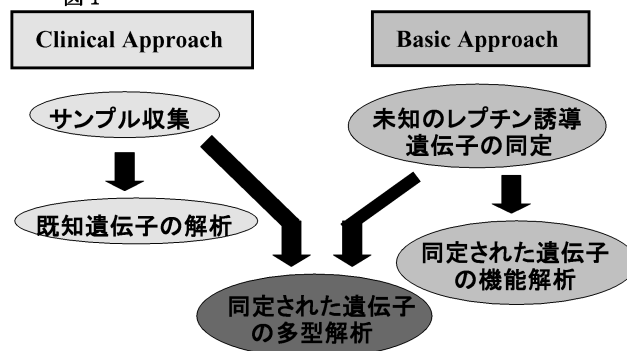 図1
Clinical Approach
Basic Approach
サンプル収集
未知のレプチン誘導
遺伝子の同定
既知遺伝子の解析
同定された遺伝子
の機能解析
同定された遺伝子
の多型解析